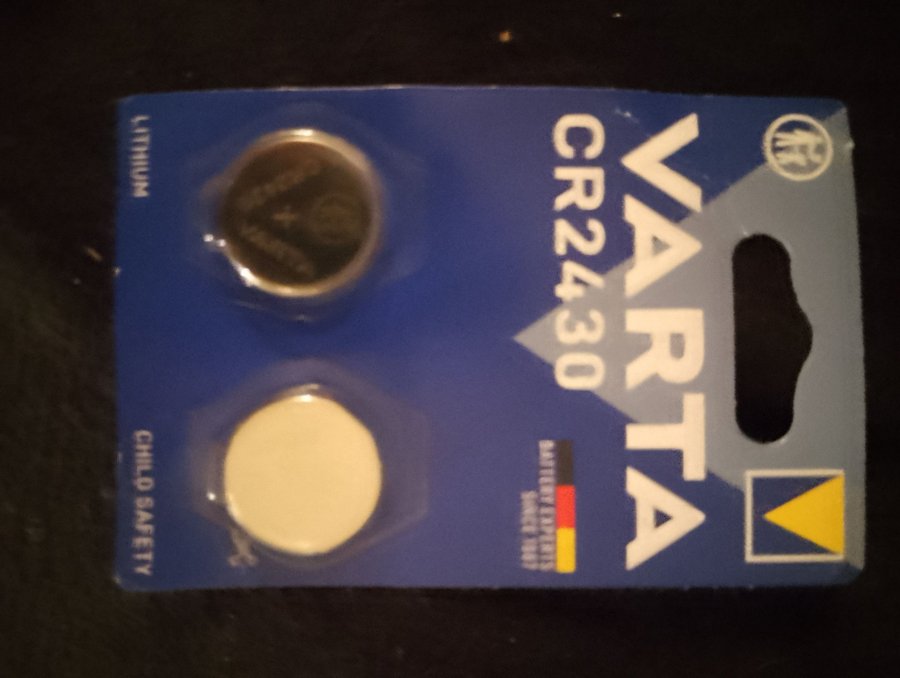 VARTA
CR2430
BATTERY EXPERTS
SINCE 1887
LITHIUM
CHILD SAFETY